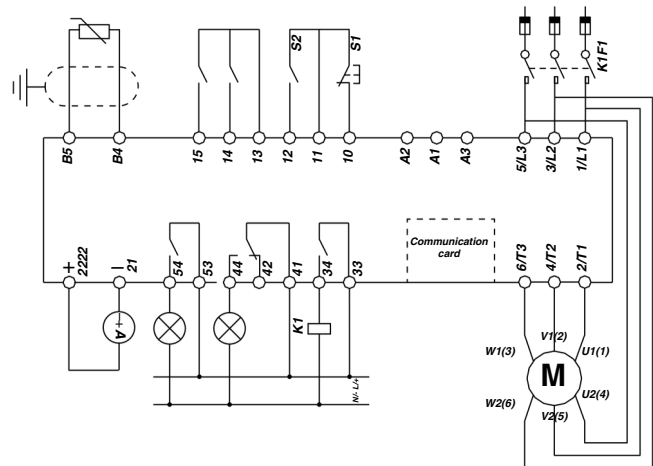 S2
S1
K1F1
B5
B4
15
14
13
12
11
10
A2
A1
A3
5/L3
3/L2
1/L1
+
2222
–
21
54
53
44
42
41
34
33
Communication
card
6/T3
4/T2
2/T1
+A
K1
N/- L/+
W1(3)
V1(2)
U1(1)
M
W2(6)
V2(5)
U2(4)